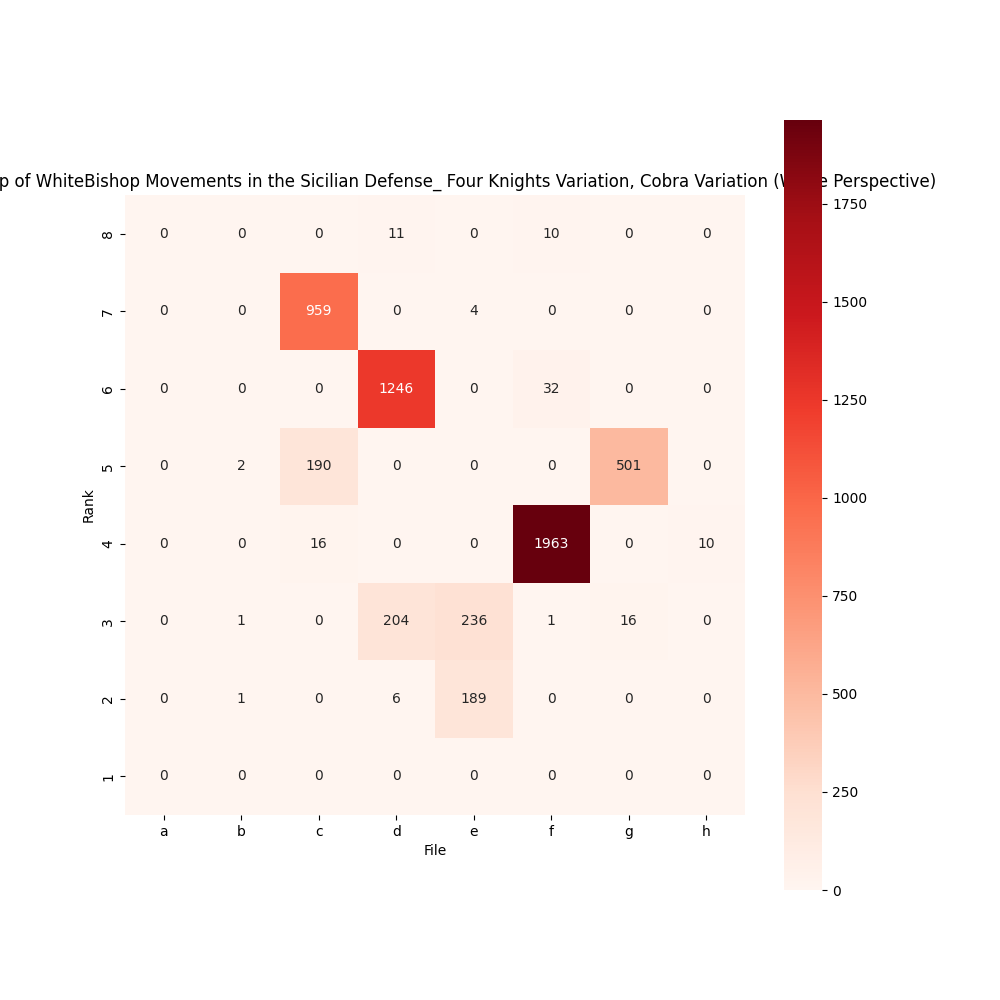 p of WhiteBishop Movements in the Sicilian Defense_ Four Knights Variation, Cobra Variation (W e Perspective)
8 0 0 0 11 0 10 0 0
7 0 0 959 0 4 0 0 0
6 0 0 0 1246 0 32 0 0
5 0 2 190 0 0 0 501 0
4 0 0 16 0 0 1963 0 10
3 0 1 0 204 236 1 16 0
2 0 1 0 6 189 0 0 0
1 0 0 0 0 0 0 0 0
a b c d e f g h
File
Rank
1750
1500
1250
1000
750
500
250
0